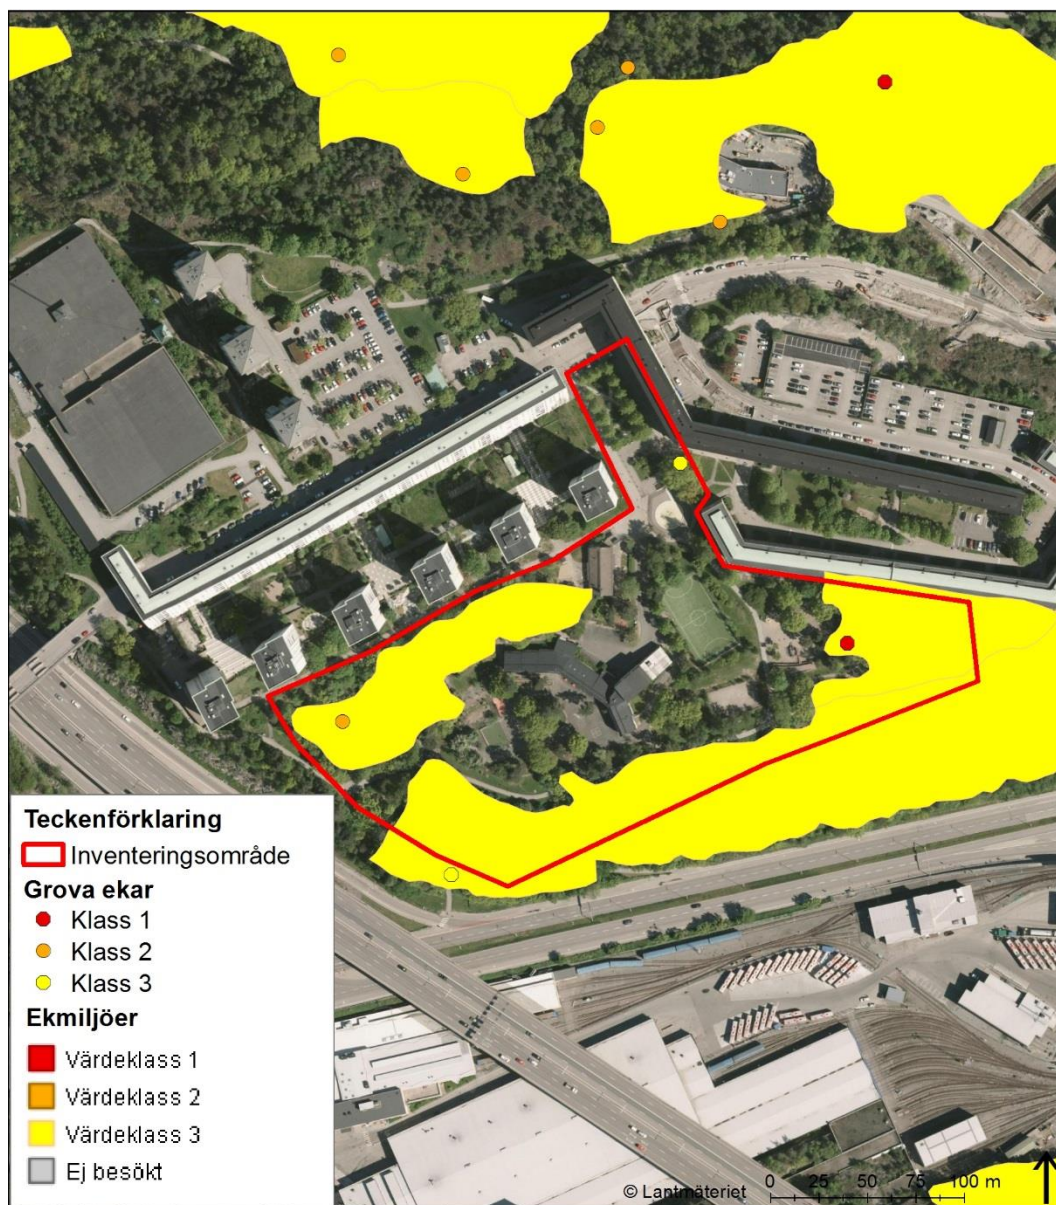 Teckenförklaring
Inventeringsområde
Grova ekar
Klass 1
Klass 2
Klass 3
Ekmiljöer
Värdeklass 1
Värdeklass 2
Värdeklass 3
Ej besökt
© Lantmäteriet
0 25 50 75 100 m